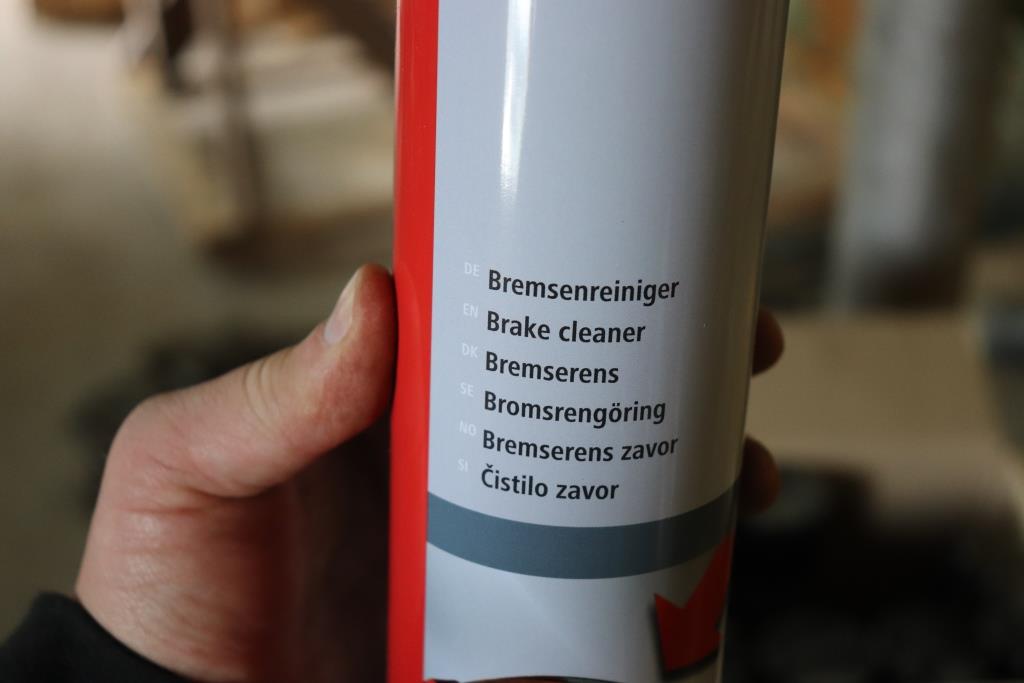 DE Bremsenreiniger
EN Brake cleaner
DK Bremserens
SE Bromsrengöring
NO Bremserens zavor
SI Čistilo zavor